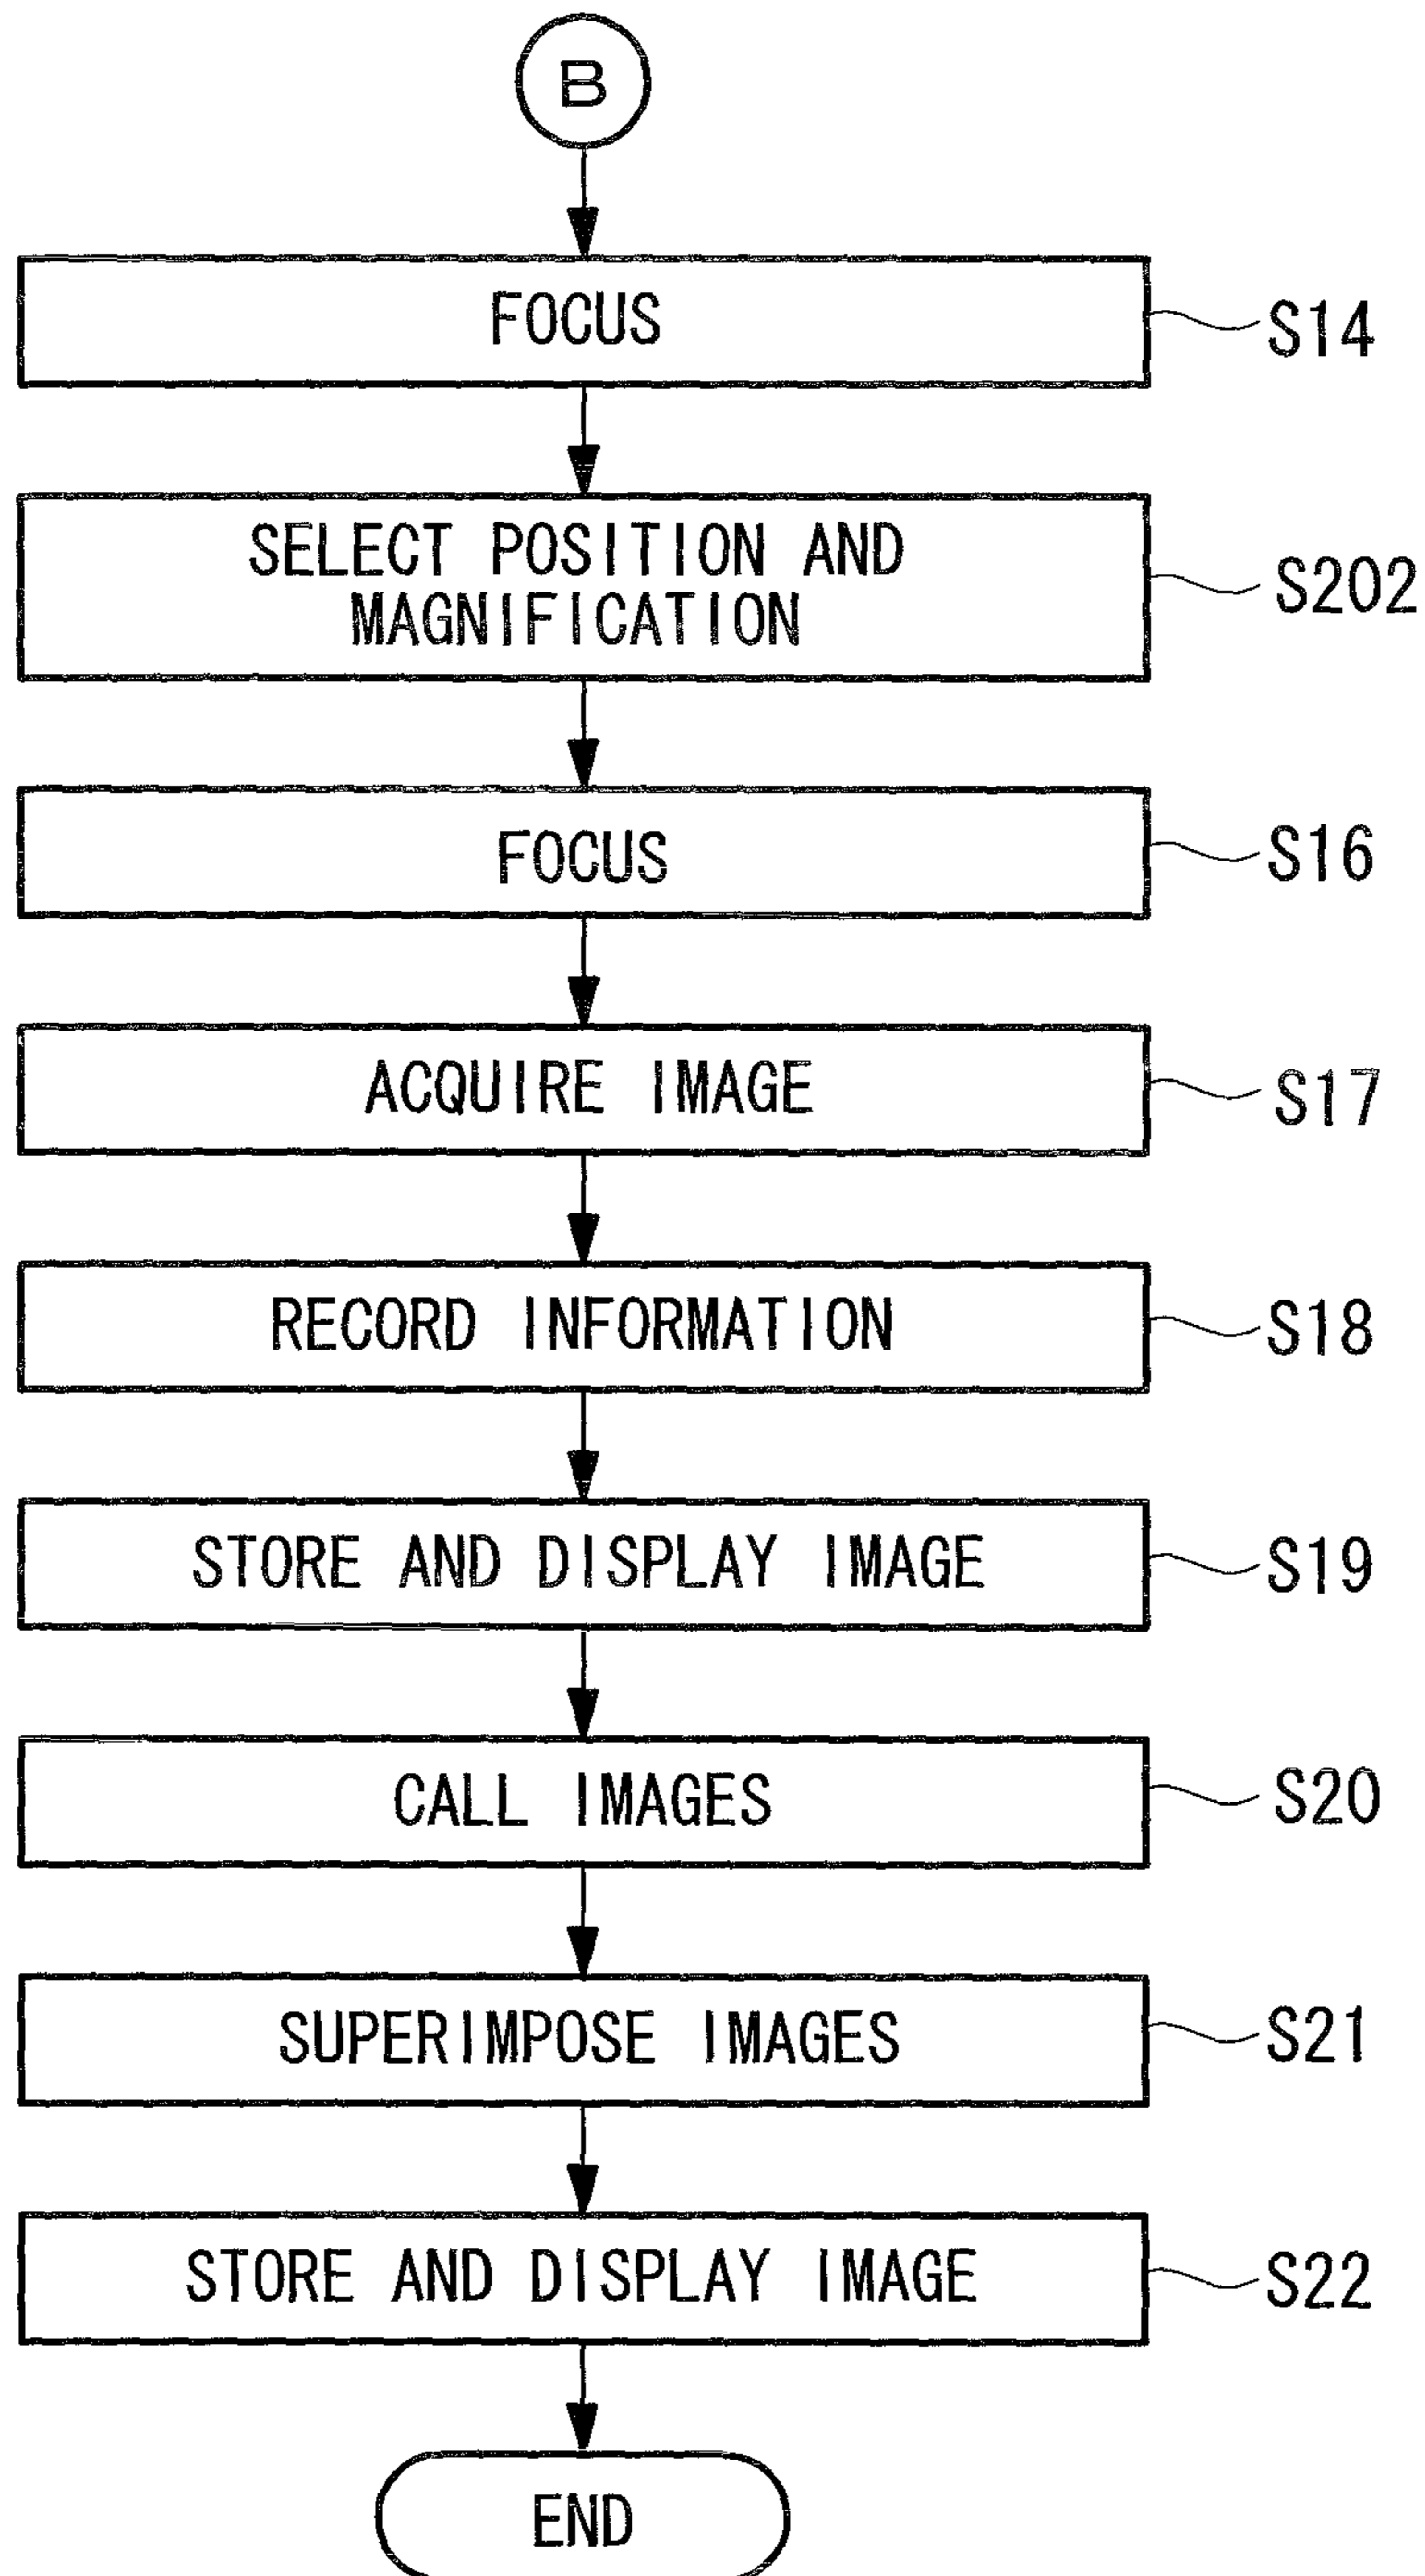 B
FOCUS
S14
SELECT POSITION AND
MAGNIFICATION
S202
FOCUS
S16
ACQUIRE IMAGE
S17
RECORD INFORMATION
S18
STORE AND DISPLAY IMAGE
S19
CALL IMAGES
S20
SUPERIMPOSE IMAGES
S21
STORE AND DISPLAY IMAGE
S22
END